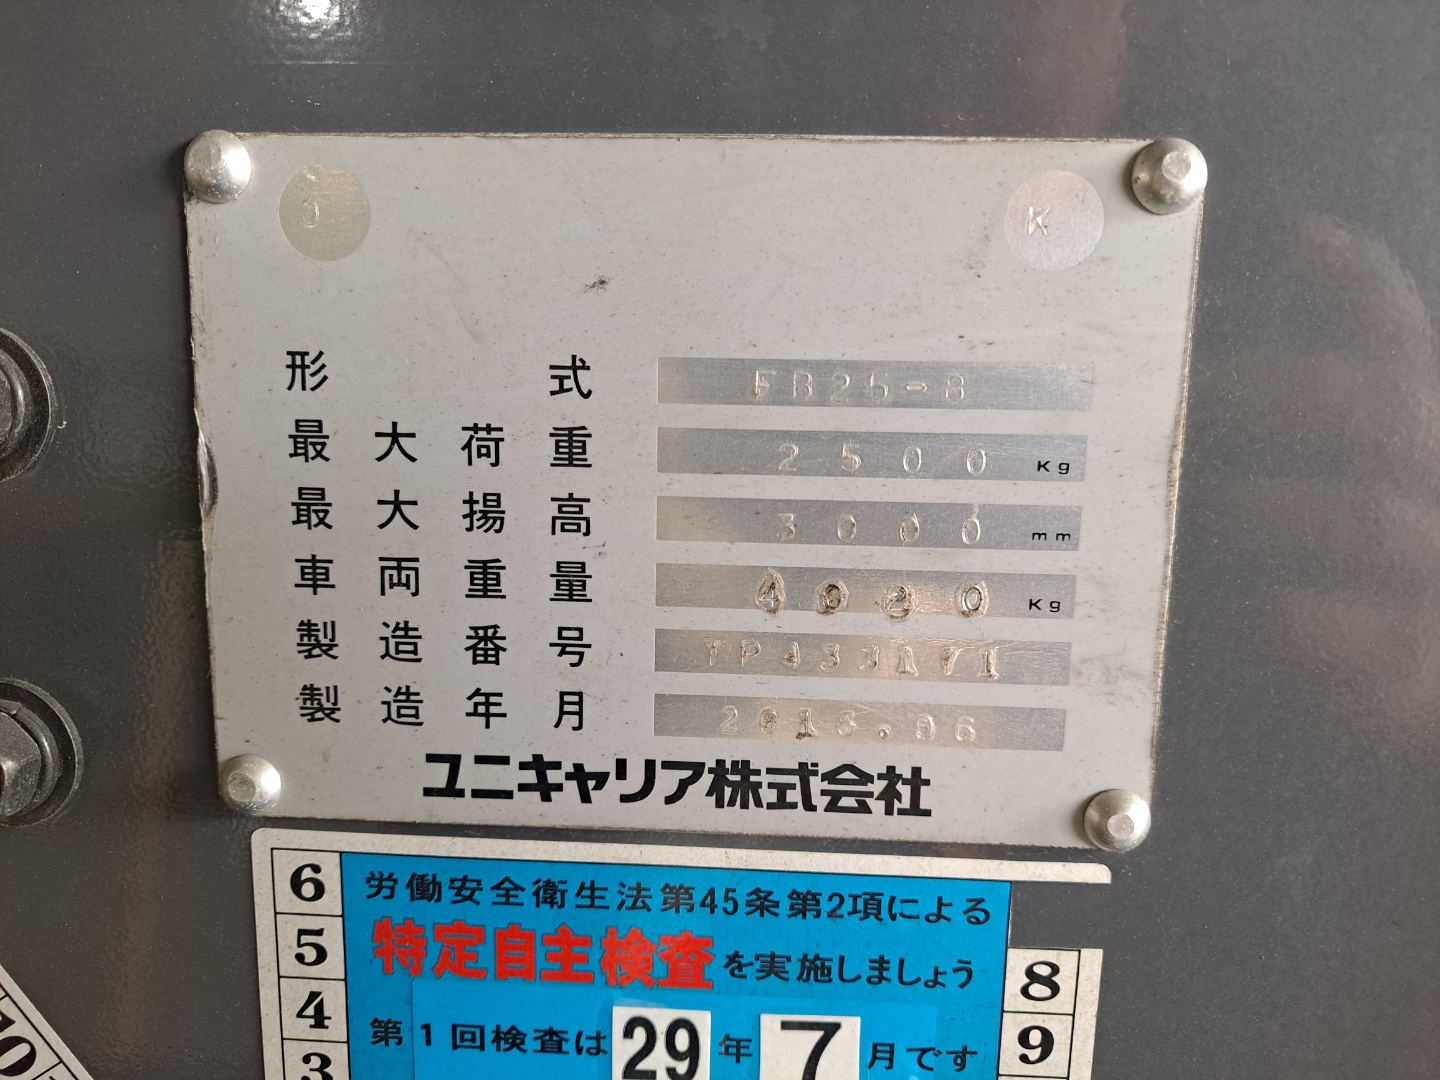 J K
形式 FB25-8
最大荷重 2500 Kg
最大揚高 3000 mm
車両重量 4020 Kg
製造番号
製造年月
ユニキャリア株式会社
6 労働安全衛生法第45条第2項による
5 特定自主検査を実施しましょう 8
4 第1回検査は29年7月です 9
3
10